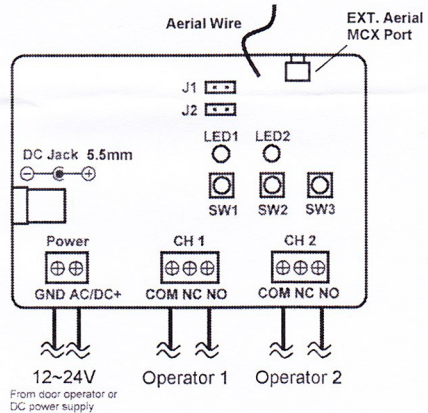 Aerial Wire
EXT. Aerial
MCX Port
J1
J2
LED1 LED2
DC Jack 5.5mm
SW1 SW2 SW3
Power CH 1 CH 2
GND AC/DC+ COM NC NO COM NC NO
12~24V Operator 1 Operator 2
From door operator or
DC power supply